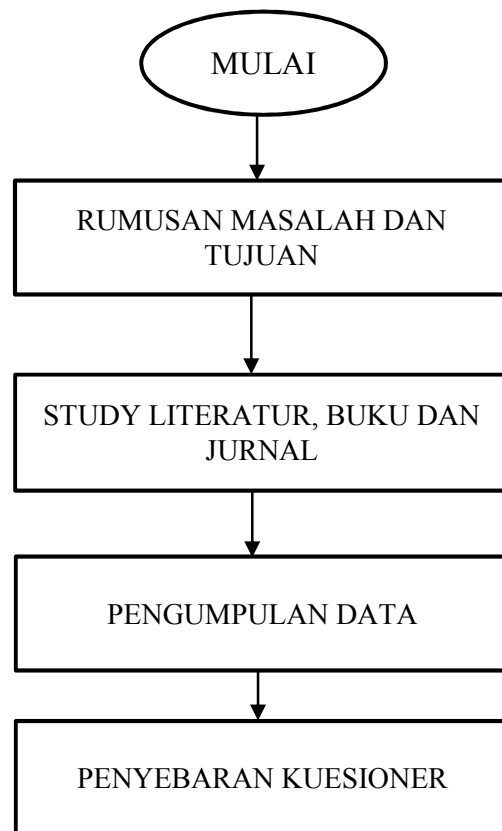 MULAI
RUMUSAN MASALAH DAN
TUJUAN
STUDY LITERATUR, BUKU DAN
JURNAL
PENGUMPULAN DATA
PENYEBARAN KUESIONER